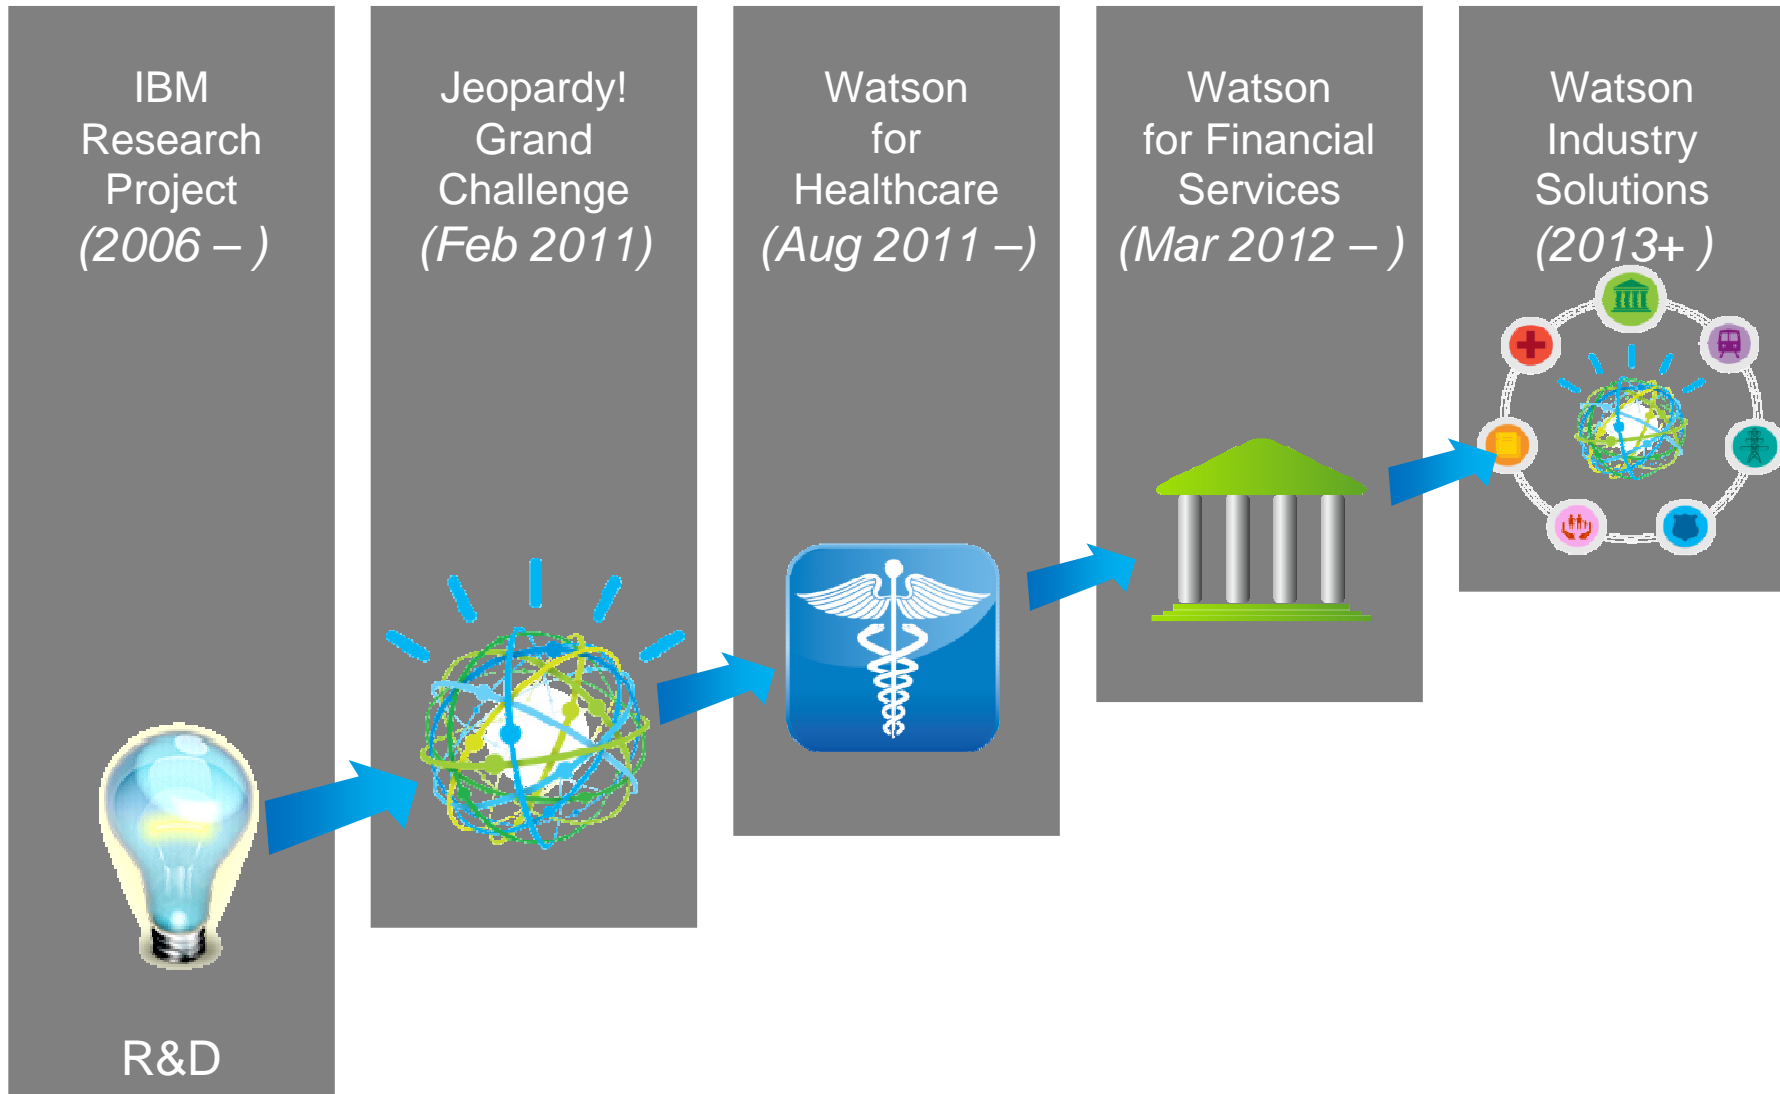 IBM
Research
Project
(2006 – )
R&D
Jeopardy!
Grand
Challenge
(Feb 2011)
Watson
for
Healthcare
(Aug 2011 –)
Watson
for Financial
Services
(Mar 2012 – )
Watson
Industry
Solutions
(2013+ )